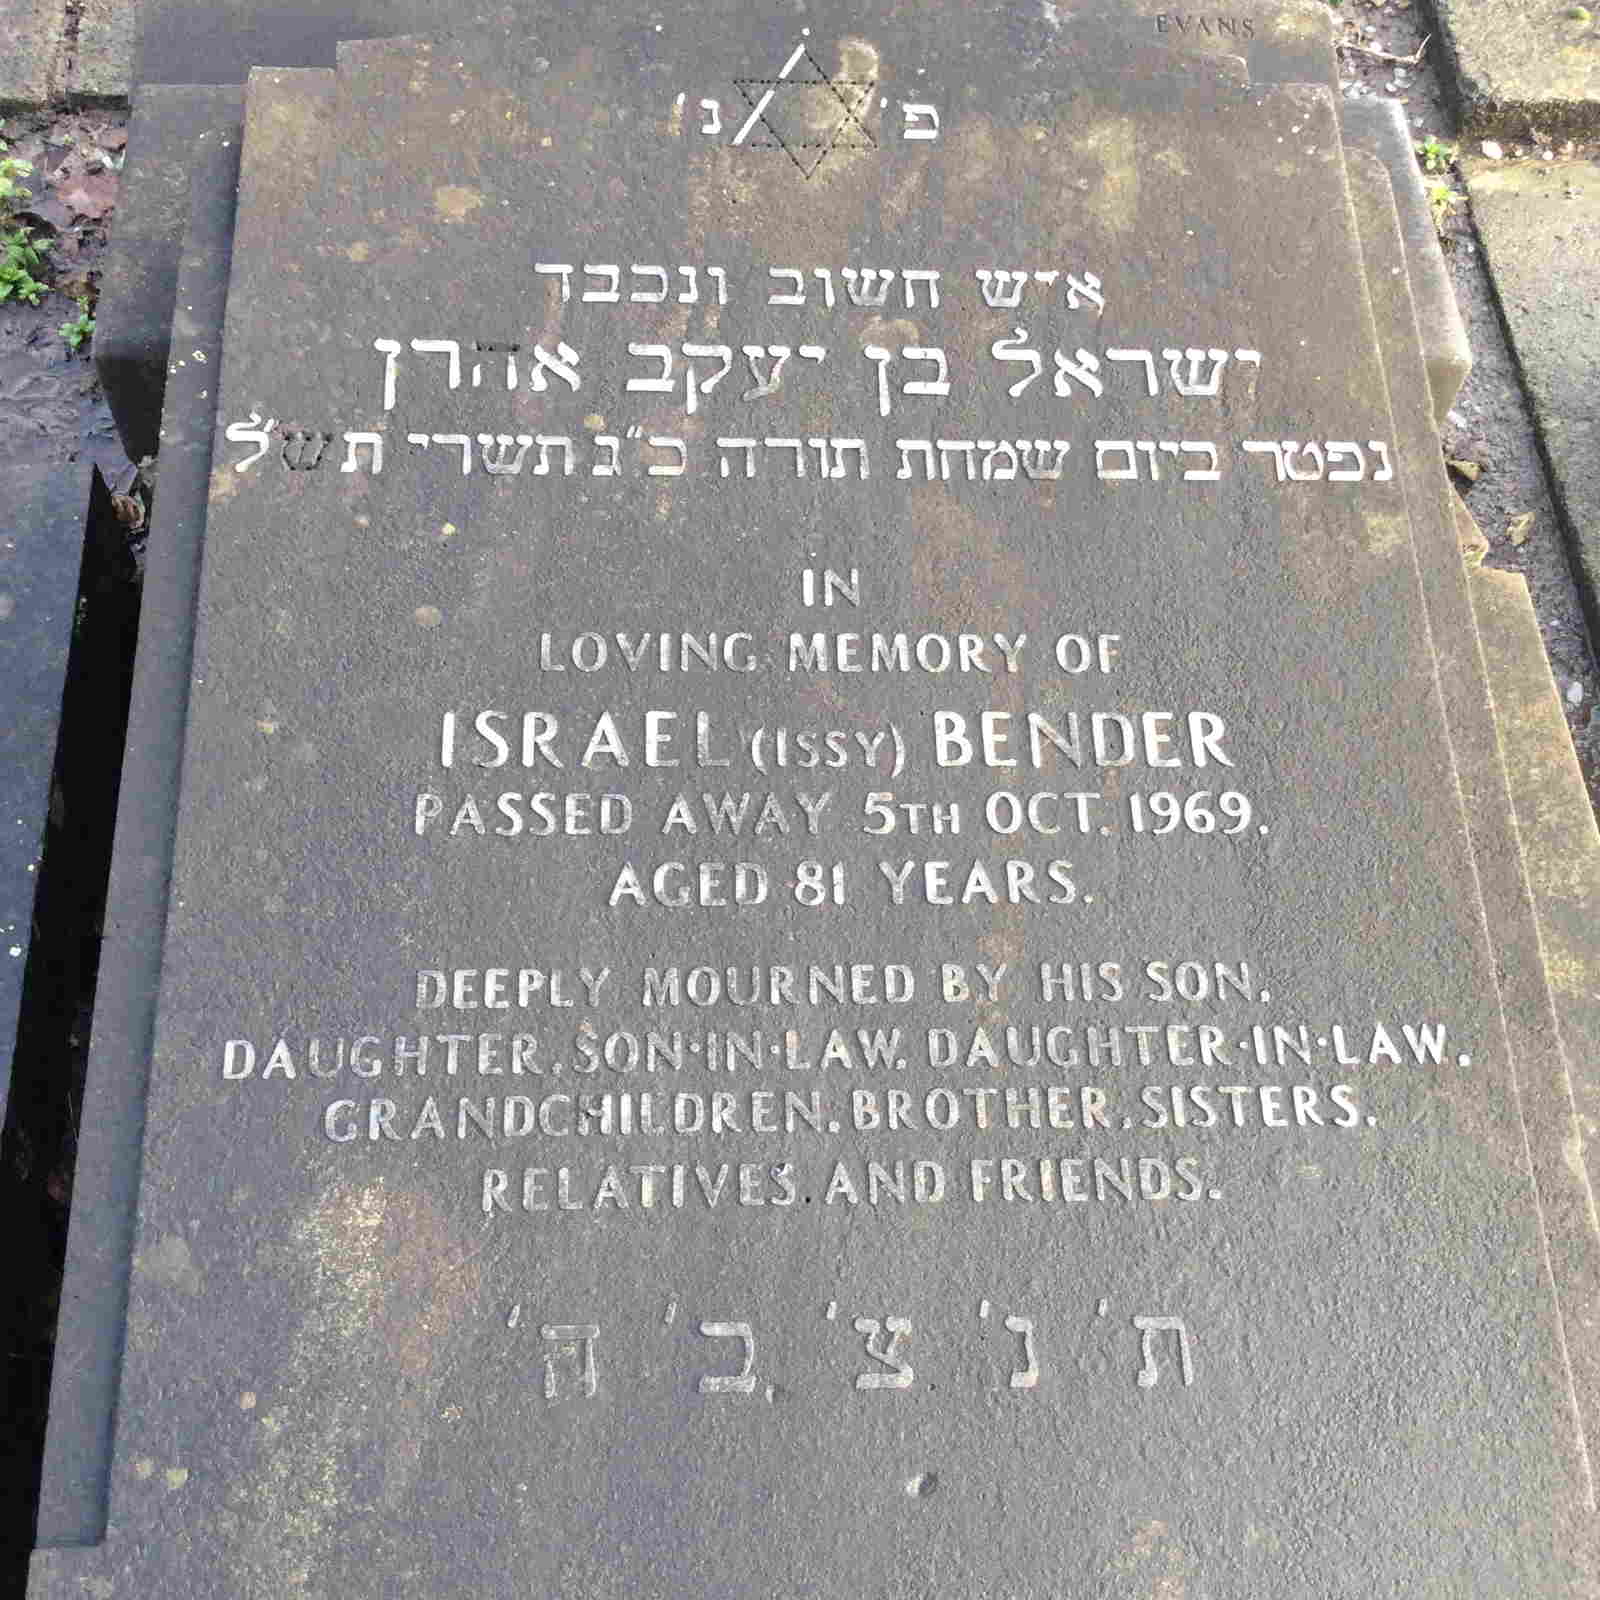 EVANS
פ' נ'
איש חשוב ונכבד
ישראל בן יעקב אהרן
נפטר ביום שמחת תורה כ"ג תשרי תש"ל
IN
LOVING MEMORY OF
ISRAEL (ISSY) BENDER
PASSED AWAY 5TH OCT. 1969.
AGED 81 YEARS.
DEEPLY MOURNED BY HIS SON,
DAUGHTER, SON·IN·LAW, DAUGHTER·IN·LAW,
GRANDCHILDREN, BROTHER, SISTERS,
RELATIVES AND FRIENDS.
ת' נ' צ' ב' ה'